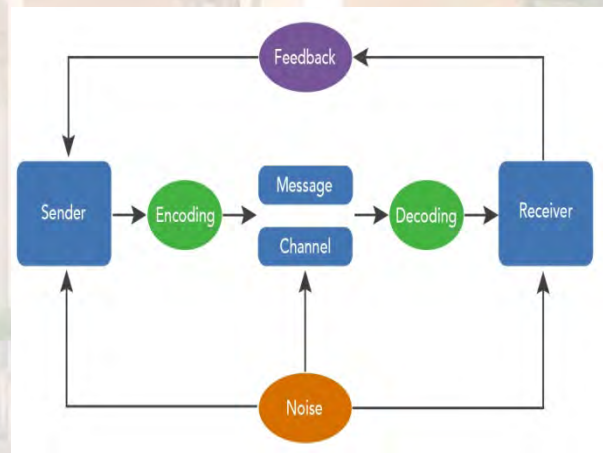 Feedback
Sender
Encoding
Message
Channel
Decoding
Receiver
Noise